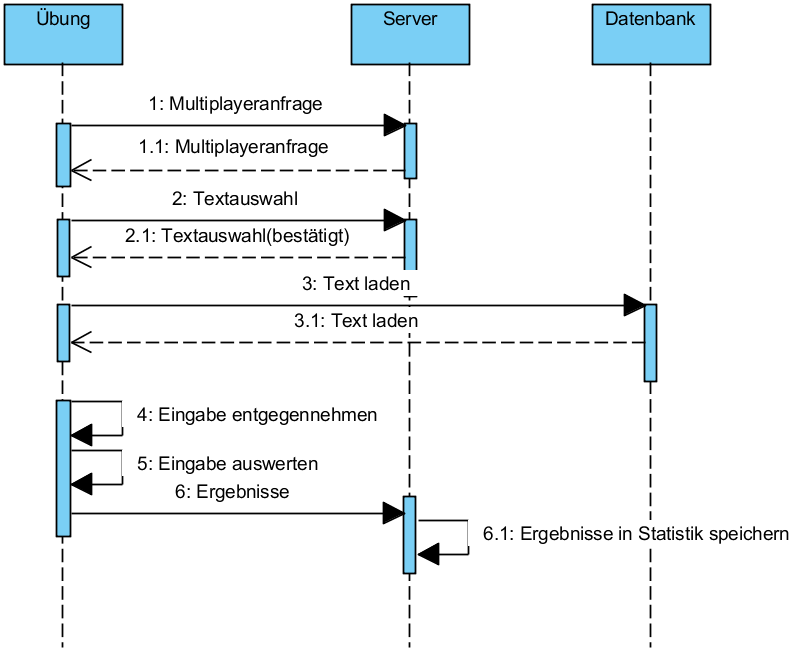 Übung
Server
Datenbank
1: Multiplayeranfrage
1.1: Multiplayeranfrage
2: Textauswahl
2.1: Textauswahl(bestätigt)
3: Text laden
3.1: Text laden
4: Eingabe entgegennehmen
5: Eingabe auswerten
6: Ergebnisse
6.1: Ergebnisse in Statistik speichern